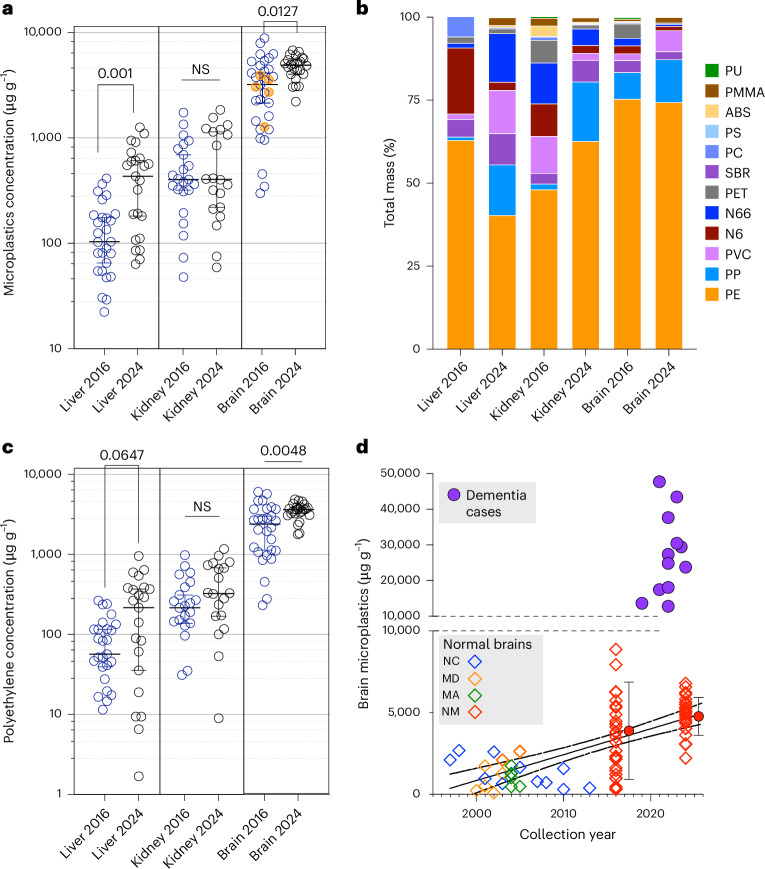 a
Microplastics concentration (µg g⁻¹)
10,000
1,000
100
10
0.001
NS
0.0127
Liver 2016
Liver 2024
Kidney 2016
Kidney 2024
Brain 2016
Brain 2024
b
Total mass (%)
100
75
50
25
0
Liver 2016
Liver 2024
Kidney 2016
Kidney 2024
Brain 2016
Brain 2024
PU
PMMA
ABS
PS
PC
SBR
PET
N66
N6
PVC
PP
PE
c
Polyethylene concentration (µg g⁻¹)
10,000
1,000
100
10
1
0.0647
NS
0.0048
Liver 2016
Liver 2024
Kidney 2016
Kidney 2024
Brain 2016
Brain 2024
d
Brain microplastics (µg g⁻¹)
50,000
40,000
30,000
20,000
10,000
10,000
5,000
0
Dementia
cases
Normal brains
NC
MD
MA
NM
2000
2010
2020
Collection year